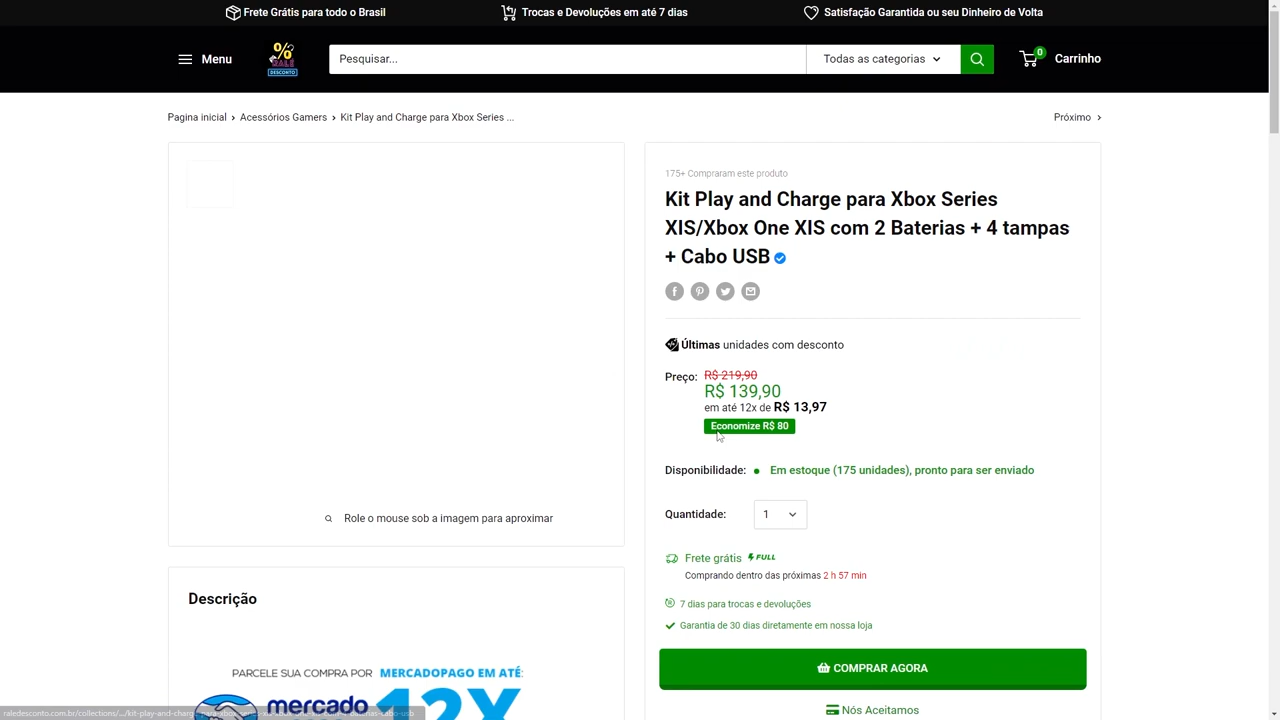 Frete Grátis para todo o Brasil
Trocas e Devoluções em até 7 dias
Satisfação Garantida ou seu Dinheiro de Volta
Menu
%
DESCONTO
Pesquisar...
Todas as categorias
0
Carrinho
Pagina inicial › Acessórios Gamers › Kit Play and Charge para Xbox Series ...
Próximo ›
175+ Compraram este produto
Kit Play and Charge para Xbox Series
XIS/Xbox One XIS com 2 Baterias + 4 tampas
+ Cabo USB
Últimas unidades com desconto
Preço: R$ 219,90
R$ 139,90
em até 12x de R$ 13,97
Economize R$ 80
Disponibilidade: Em estoque (175 unidades), pronto para ser enviado
Quantidade: 1
Frete grátis FULL
Comprando dentro das próximas 2 h 57 min
7 dias para trocas e devoluções
Garantia de 30 dias diretamente em nossa loja
COMPRAR AGORA
Nós Aceitamos
Role o mouse sob a imagem para aproximar
Descrição
PARCELE SUA COMPRA POR MERCADOPAGO EM ATÉ:
mercado
12X